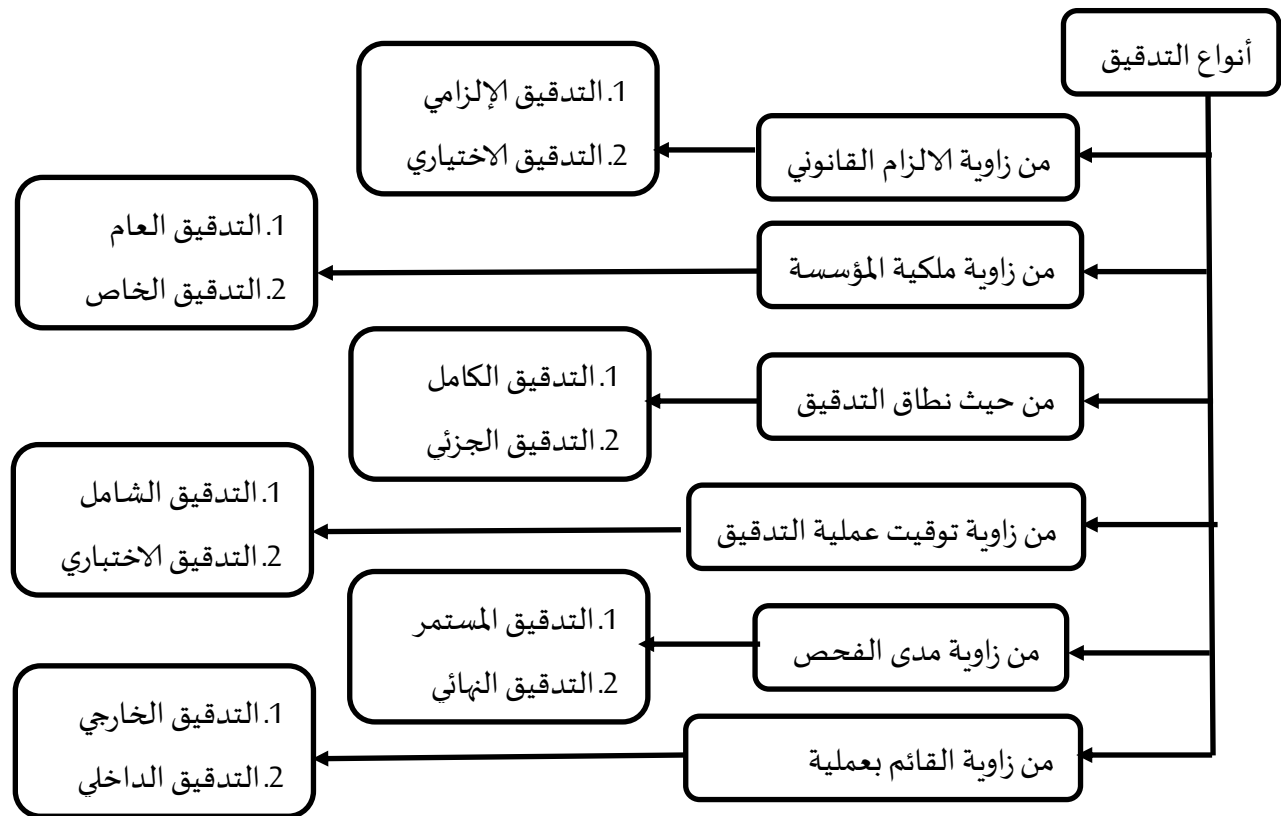 أنواع التدقيق
من زاوية الالزام القانوني
1. التدقيق الإلزامي
2. التدقيق الاختياري
من زاوية ملكية المؤسسة
1. التدقيق العام
2. التدقيق الخاص
من حيث نطاق التدقيق
1. التدقيق الكامل
2. التدقيق الجزئي
من زاوية توقيت عملية التدقيق
1. التدقيق الشامل
2. التدقيق الاختباري
من زاوية مدى الفحص
1. التدقيق المستمر
2. التدقيق النهائي
من زاوية القائم بعملية
1. التدقيق الخارجي
2. التدقيق الداخلي